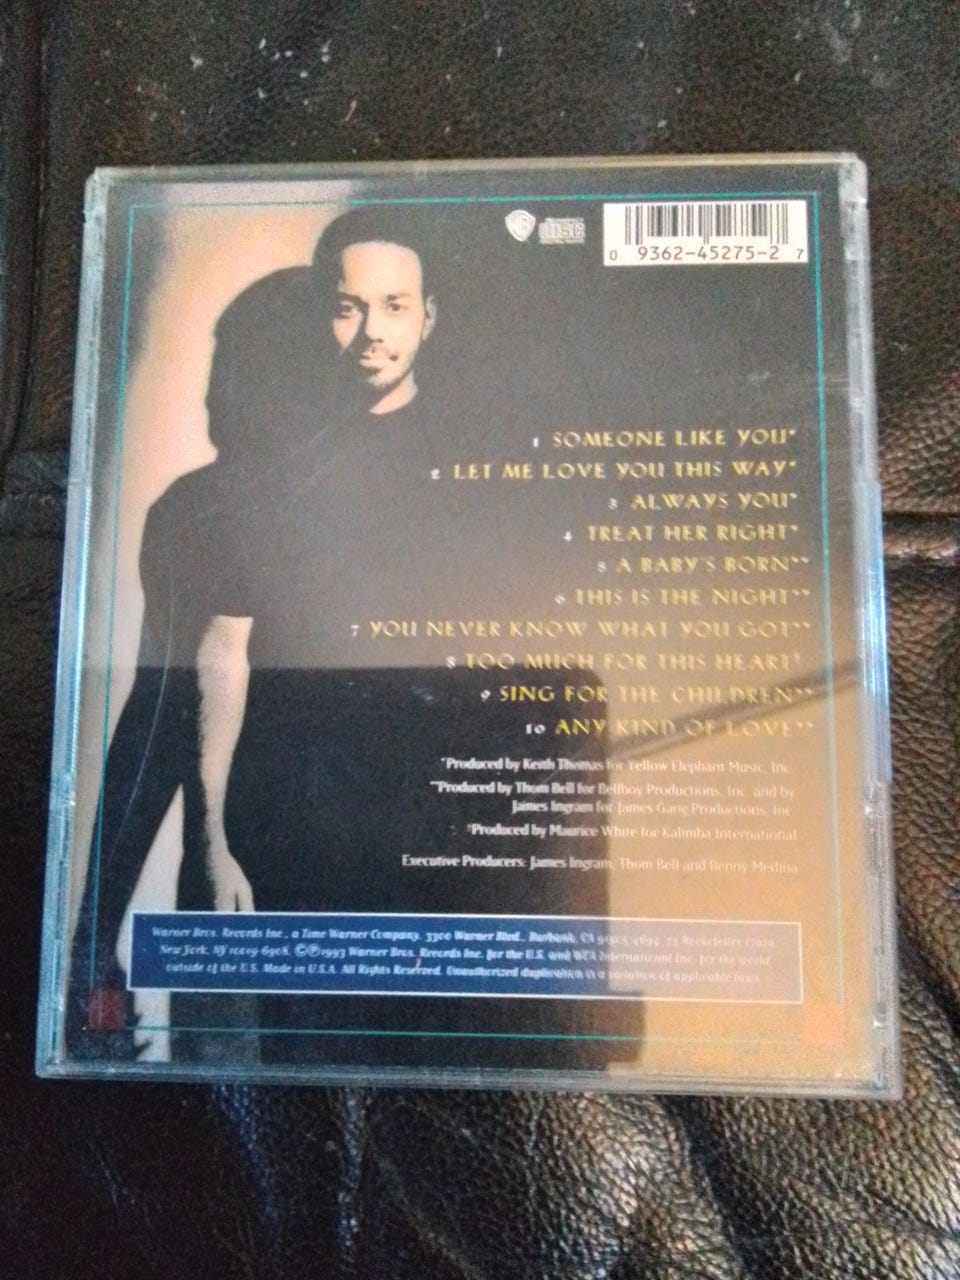 WB
COMPACT
disc
DIGITAL AUDIO
0 9362-45275-2 7
1 SOMEONE LIKE YOU*
2 LET ME LOVE YOU THIS WAY*
3 ALWAYS YOU*
4 TREAT HER RIGHT*
5 A BABY'S BORN**
6 THIS IS THE NIGHT**
7 YOU NEVER KNOW WHAT YOU GOT**
8 TOO MUCH FOR THIS HEART†
9 SING FOR THE CHILDREN**
10 ANY KIND OF LOVE**
*Produced by Keith Thomas for Yellow Elephant Music, Inc.
**Produced by Thom Bell for Bellboy Productions, Inc. and by
James Ingram for James Gang Productions, Inc.
†Produced by Maurice White for Kalimba International
Executive Producers: James Ingram, Thom Bell and Benny Medina
Warner Bros. Records Inc., a Time Warner Company. 3300 Warner Blvd., Burbank, CA 91505-4694. 75 Rockefeller Plaza,
New York, NY 10019-6908. ©℗1993 Warner Bros. Records Inc. for the U.S. and WEA International Inc. for the world
outside of the U.S. Made in U.S.A. All Rights Reserved. Unauthorized duplication is a violation of applicable laws.